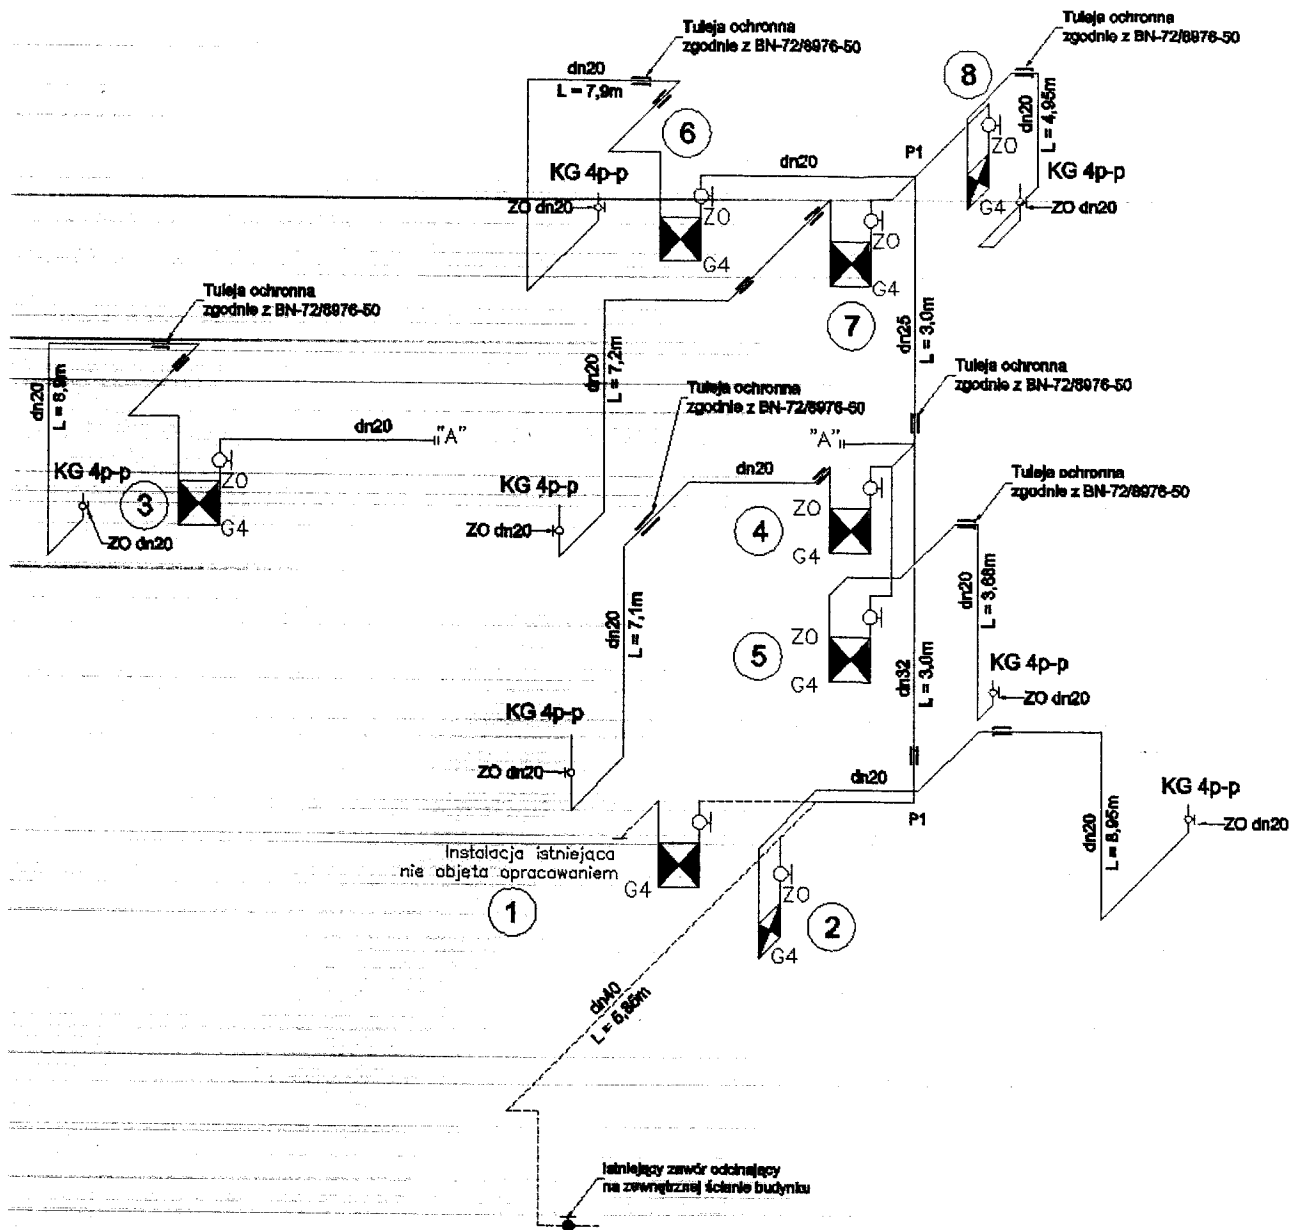 Tuleja ochronna
zgodnie z BN-72/8976-50
Tuleja ochronna
zgodnie z BN-72/8976-50
8
dn20
L = 7,9m
6
ZO
dn20
L = 4,95m
P1
dn20
KG 4p-p
KG 4p-p
ZO dn20
ZO
G4
ZO
G4
G4
ZO dn20
7
Tuleja ochronna
zgodnie z BN-72/8976-50
dn25
L = 3,0m
dn20
L = 7,2m
dn20
L = 8,9m
Tuleja ochronna
zgodnie z BN-72/8976-50
Tuleja ochronna
zgodnie z BN-72/8976-50
dn20
"A"
"A"
KG 4p-p
3
ZO
G4
ZO dn20
KG 4p-p
ZO dn20
dn20
ZO
4
G4
Tuleja ochronna
zgodnie z BN-72/8976-50
dn20
L = 7,1m
dn20
L = 3,68m
ZO
5
G4
dn32
L = 3,0m
KG 4p-p
ZO dn20
KG 4p-p
ZO dn20
dn20
P1
KG 4p-p
ZO dn20
dn20
L = 8,95m
Instalacja istniejąca
nie objęta opracowaniem
G4
1
ZO
G4
2
dn40
L = 5,85m
Istniejący zawór odcinający
na zewnętrznej ścianie budynku